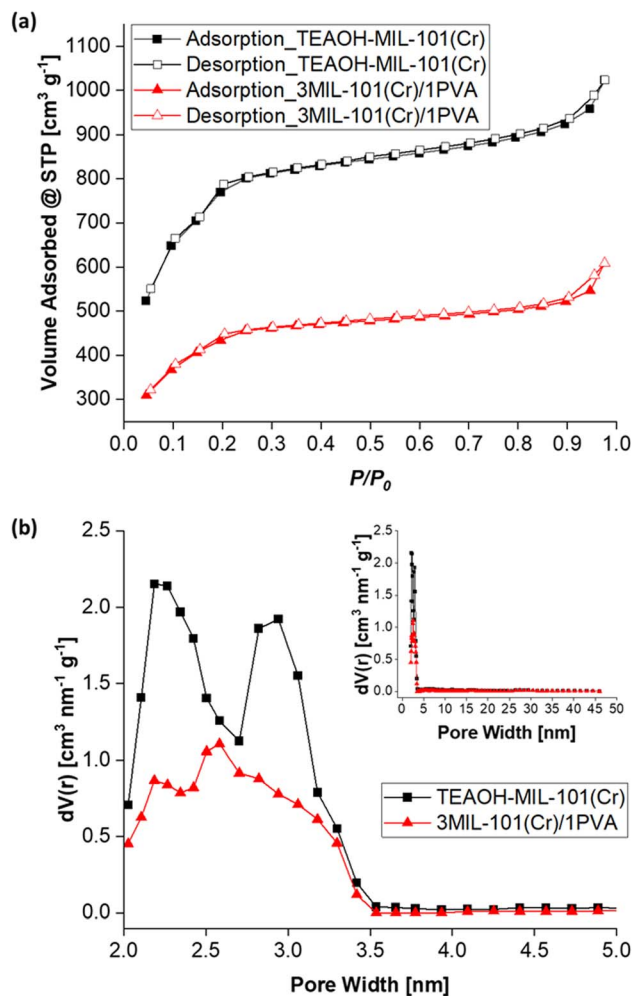 (a)
1100
1000
900
800
700
600
500
400
300
Volume Adsorbed @ STP [cm³ g⁻¹]
Adsorption_TEAOH-MIL-101(Cr)
Desorption_TEAOH-MIL-101(Cr)
Adsorption_3MIL-101(Cr)/1PVA
Desorption_3MIL-101(Cr)/1PVA
0.0 0.1 0.2 0.3 0.4 0.5 0.6 0.7 0.8 0.9 1.0
P/P₀
(b)
2.5
2.0
1.5
1.0
0.5
0.0
dV(r) [cm³ nm⁻¹ g⁻¹]
2.5
2.0
1.5
1.0
0.5
0.0
dV(r) [cm³ nm⁻¹ g⁻¹]
0 5 10 15 20 25 30 35 40 45 50
Pore Width [nm]
TEAOH-MIL-101(Cr)
3MIL-101(Cr)/1PVA
2.0 2.5 3.0 3.5 4.0 4.5 5.0
Pore Width [nm]